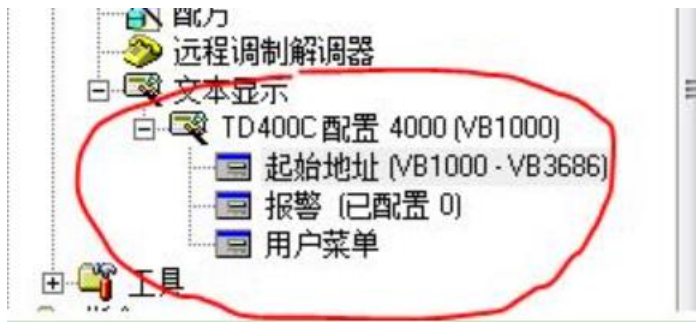 配方
远程调制解调器
文本显示
TD400C 配置 4000 (VB1000)
起始地址 (VB1000 - VB3686)
报警 (已配置 0)
用户菜单
工具